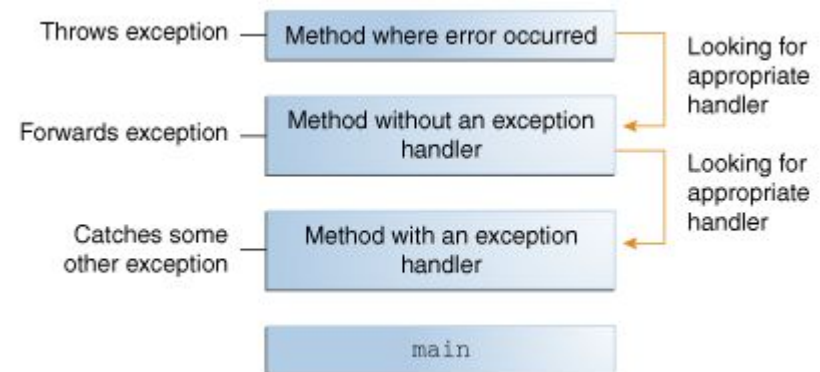 Throws exception
Method where error occurred
Looking for
appropriate
handler
Forwards exception
Method without an exception
handler
Looking for
appropriate
handler
Catches some
other exception
Method with an exception
handler
main